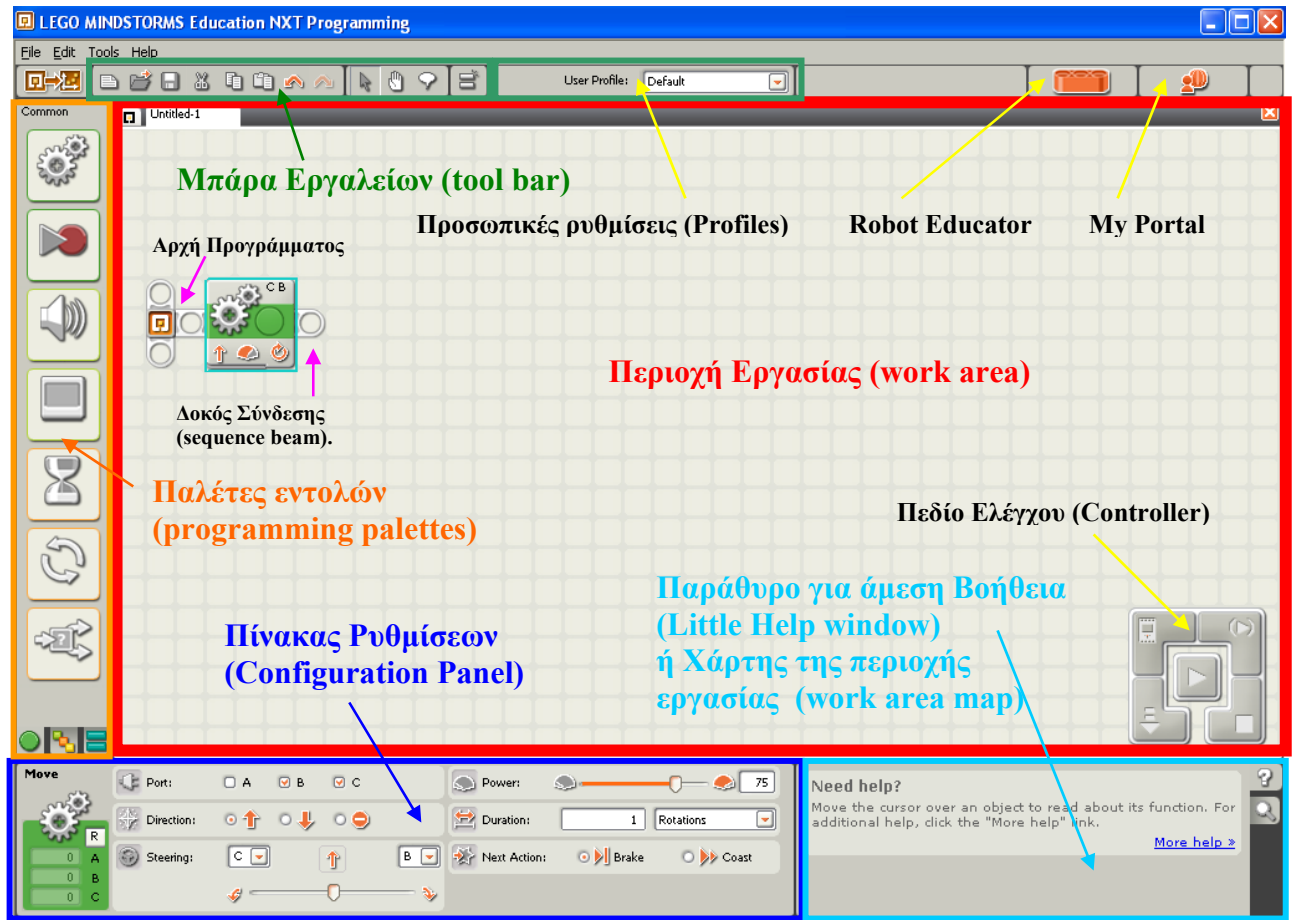 LEGO MINDSTORMS Education NXT Programming
File Edit Tools Help
User Profile: Default
Common
Untitled-1
Μπάρα Εργαλείων (tool bar)
Προσωπικές ρυθμίσεις (Profiles)
Robot Educator
My Portal
Αρχή Προγράμματος
C B
Περιοχή Εργασίας (work area)
Δοκός Σύνδεσης
(sequence beam).
Παλέτες εντολών
(programming palettes)
Πεδίο Ελέγχου (Controller)
Παράθυρο για άμεση Βοήθεια
(Little Help window)
ή Χάρτης της περιοχής
εργασίας (work area map)
Πίνακας Ρυθμίσεων
(Configuration Panel)
Move
R
0 A
0 B
0 C
Port: A B C
Direction:
Steering: C B
Power: 75
Duration: 1 Rotations
Next Action: Brake Coast
Need help?
Move the cursor over an object to read about its function. For
additional help, click the "More help" link.
More help »
?